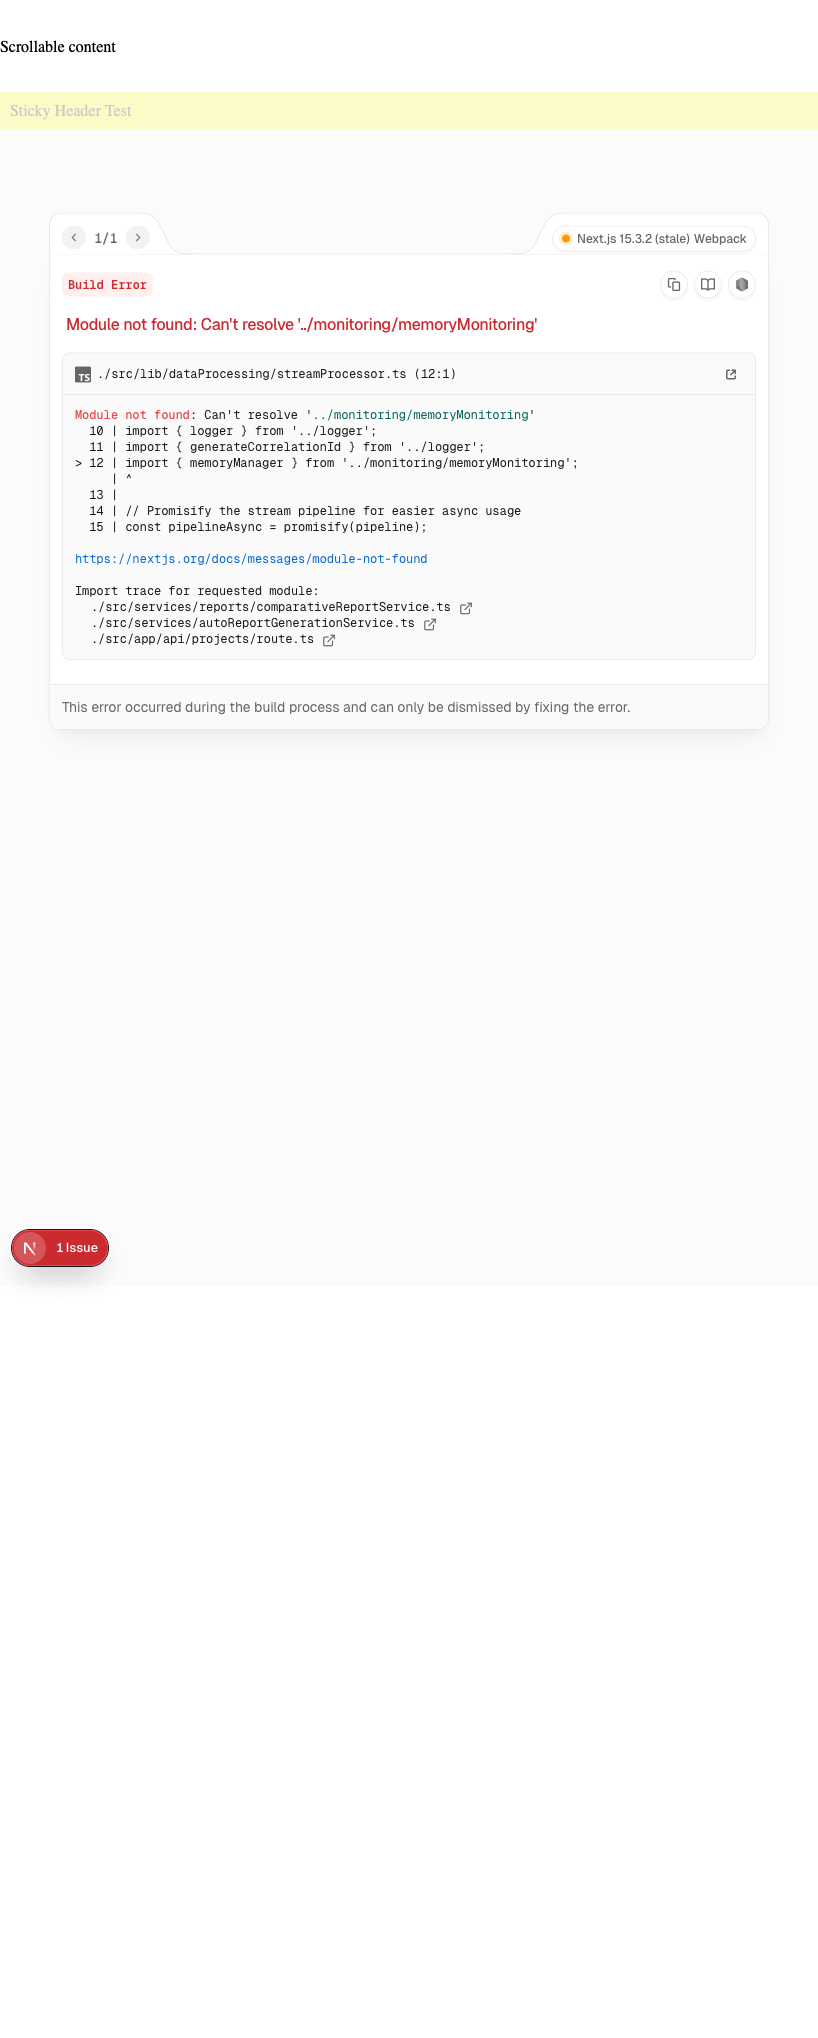 Scrollable content
Sticky Header Test
1/1
Next.js 15.3.2 (stale) Webpack
Build Error
Module not found: Can't resolve '../monitoring/memoryMonitoring'
TS ./src/lib/dataProcessing/streamProcessor.ts (12:1)
Module not found: Can't resolve '../monitoring/memoryMonitoring'
  10 | import { logger } from '../logger';
  11 | import { generateCorrelationId } from '../logger';
> 12 | import { memoryManager } from '../monitoring/memoryMonitoring';
     | ^
  13 |
  14 | // Promisify the stream pipeline for easier async usage
  15 | const pipelineAsync = promisify(pipeline);
https://nextjs.org/docs/messages/module-not-found
Import trace for requested module:
./src/services/reports/comparativeReportService.ts
./src/services/autoReportGenerationService.ts
./src/app/api/projects/route.ts
This error occurred during the build process and can only be dismissed by fixing the error.
N 1 Issue